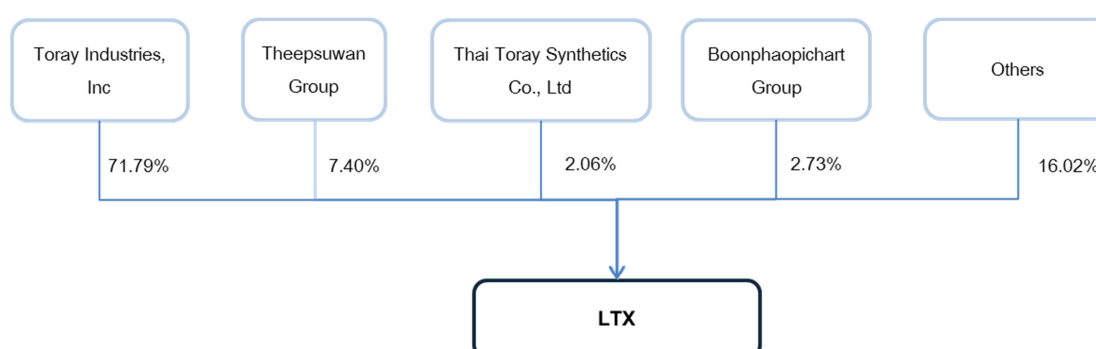 Toray Industries,
Inc
Theepsuwan
Group
Thai Toray Synthetics
Co., Ltd
Boonphaopichart
Group
Others
71.79%
7.40%
2.06%
2.73%
16.02%
LTX